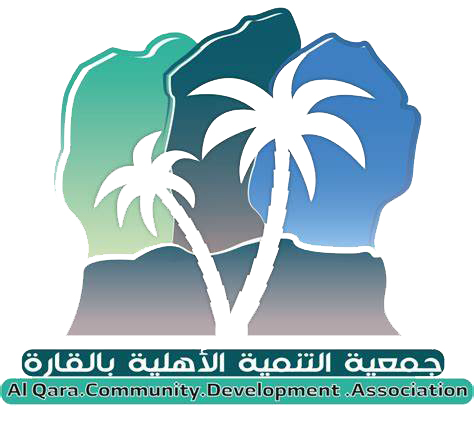 جمعية التنمية الأهلية بالقارة
Al Qara.Community.Development .Association